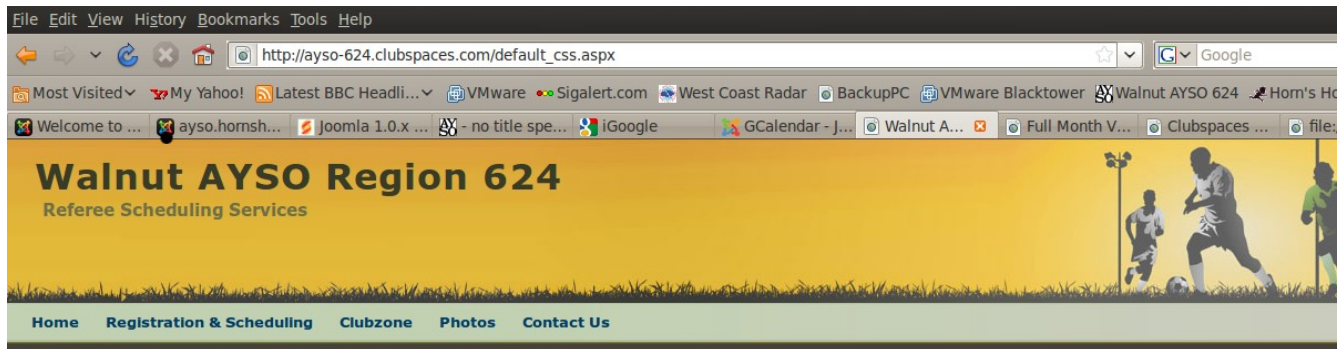 File Edit View History Bookmarks Tools Help
http://ayso-624.clubspaces.com/default_css.aspx Google
Most Visited My Yahoo! Latest BBC Headli... VMware Sigalert.com West Coast Radar BackupPC VMware Blacktower Walnut AYSO 624 Horn's Ho
Welcome to ... ayso.hornsh... Joomla 1.0.x ... - no title spe... iGoogle GCalendar - J... Walnut A... Full Month V... Clubspaces ... file:
Walnut AYSO Region 624
Referee Scheduling Services
Home Registration & Scheduling Clubzone Photos Contact Us